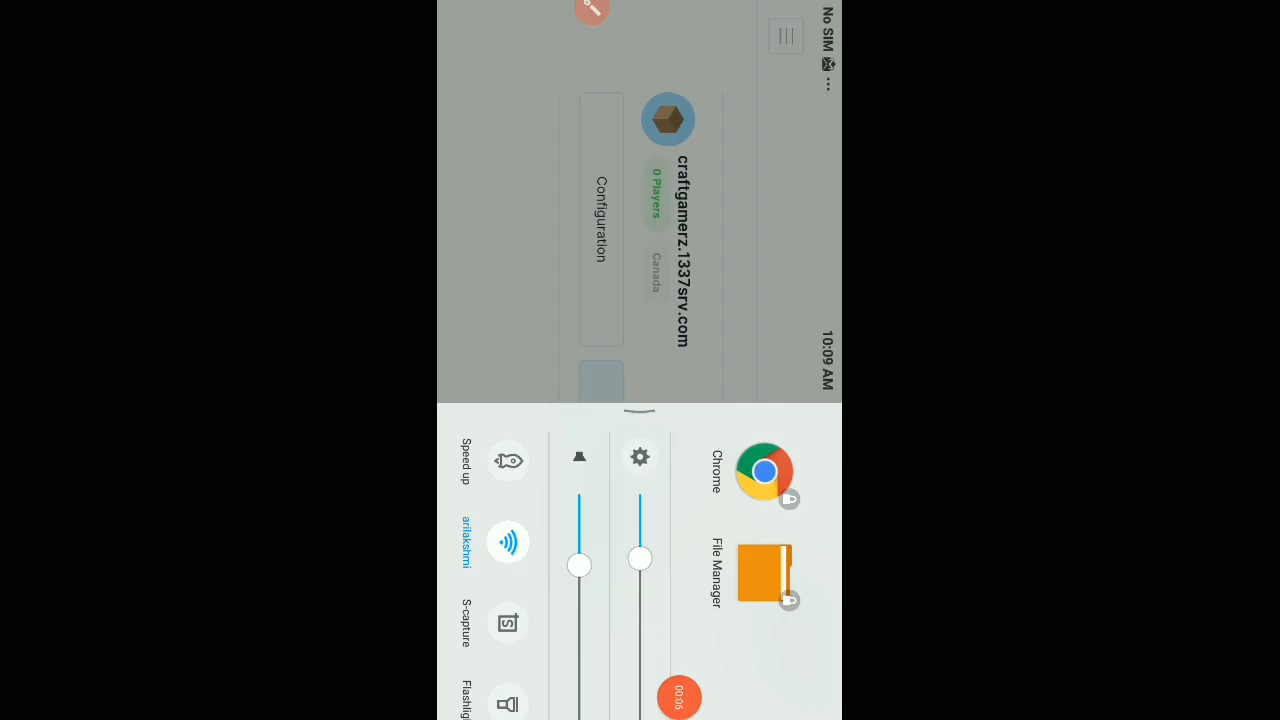 No SIM ...
10:09 AM
craftgamerz.1337srv.com
0 Players
Canada
Configuration
Chrome
File Manager
00:06
Speed up
arilakshmi
S-capture
Flashlig